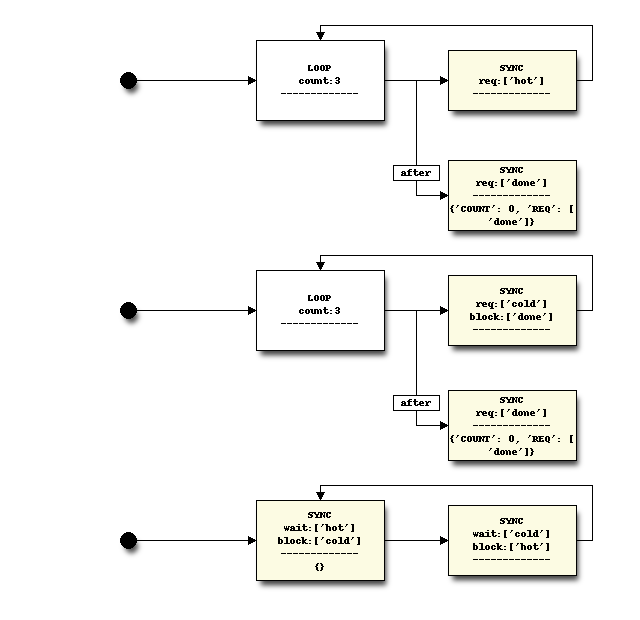 LOOP
count:3
-------------
SYNC
req:['hot']
-------------
after
SYNC
req:['done']
-------------
{'COUNT': 0, 'REQ': [
'done']}
LOOP
count:3
-------------
SYNC
req:['cold']
block:['done']
-------------
after
SYNC
req:['done']
-------------
{'COUNT': 0, 'REQ': [
'done']}
SYNC
wait:['hot']
block:['cold']
-------------
{}
SYNC
wait:['cold']
block:['hot']
-------------